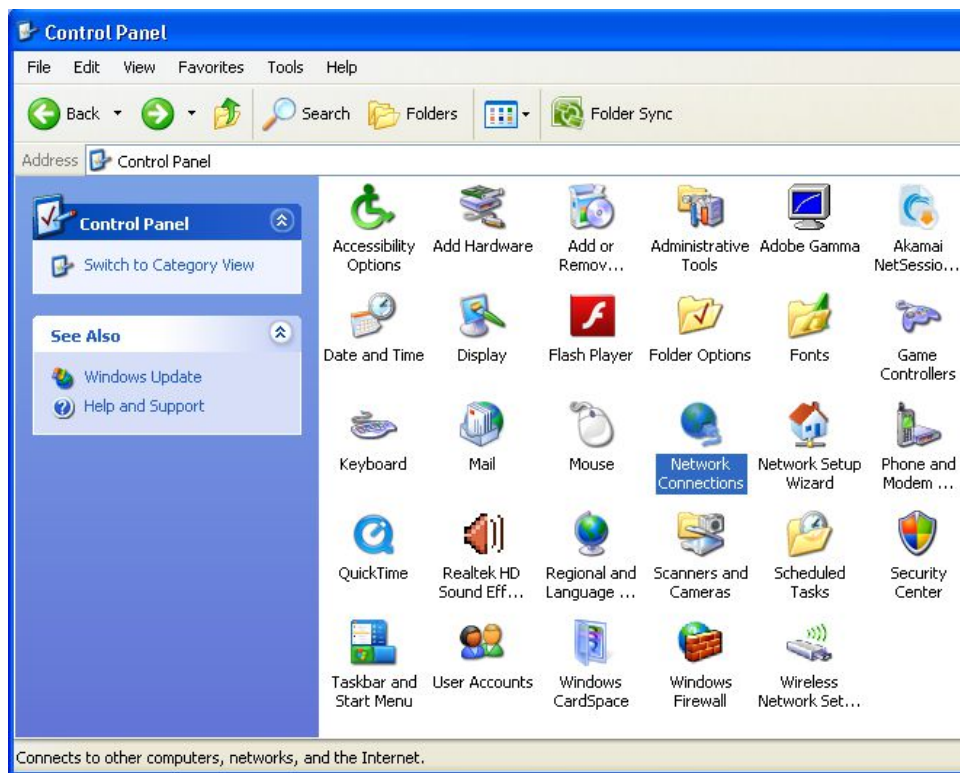 Control Panel
File Edit View Favorites Tools Help
Back Search Folders Folder Sync
Address Control Panel
Control Panel
Switch to Category View
See Also
Windows Update
Help and Support
Accessibility Options
Add Hardware
Add or Remov...
Administrative Tools
Adobe Gamma
Akamai NetSessio...
Date and Time
Display
Flash Player
Folder Options
Fonts
Game Controllers
Keyboard
Mail
Mouse
Network Connections
Network Setup Wizard
Phone and Modem ...
QuickTime
Realtek HD Sound Eff...
Regional and Language ...
Scanners and Cameras
Scheduled Tasks
Security Center
Taskbar and Start Menu
User Accounts
Windows CardSpace
Windows Firewall
Wireless Network Set...
Connects to other computers, networks, and the Internet.